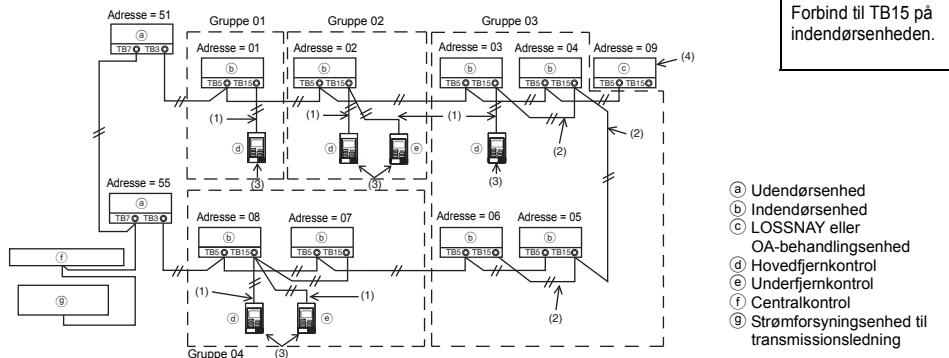 Adresse = 51
Gruppe 01
Gruppe 02
Gruppe 03
Forbind til TB15 på
indendørsenheden.
ⓐ
TB7 TB3
Adresse = 01
Adresse = 02
Adresse = 03
Adresse = 04
Adresse = 09
(4)
ⓑ
ⓑ
ⓑ
ⓑ
ⓒ
TB5 TB15
TB5 TB15
TB5 TB15
TB5 TB15
TB5 TB15
(1)
(1)
(1)
(2)
(2)
ⓓ
ⓓ
ⓔ
ⓓ
(3)
(3)
(3)
Adresse = 55
ⓐ
TB7 TB3
Adresse = 08
Adresse = 07
Adresse = 06
Adresse = 05
ⓑ
ⓑ
ⓑ
ⓑ
TB5 TB15
TB5 TB15
TB5 TB15
TB5 TB15
ⓕ
ⓖ
(1)
(1)
(2)
ⓓ
ⓔ
(3)
Gruppe 04
ⓐ Udendørsenhed
ⓑ Indendørsenhed
ⓒ LOSSNAY eller
OA-behandlingsenhed
ⓓ Hovedfjernkontrol
ⓔ Underfjernkontrol
ⓕ Centralkontrol
ⓖ Strømforsyningsenhed til
transmissionsledning